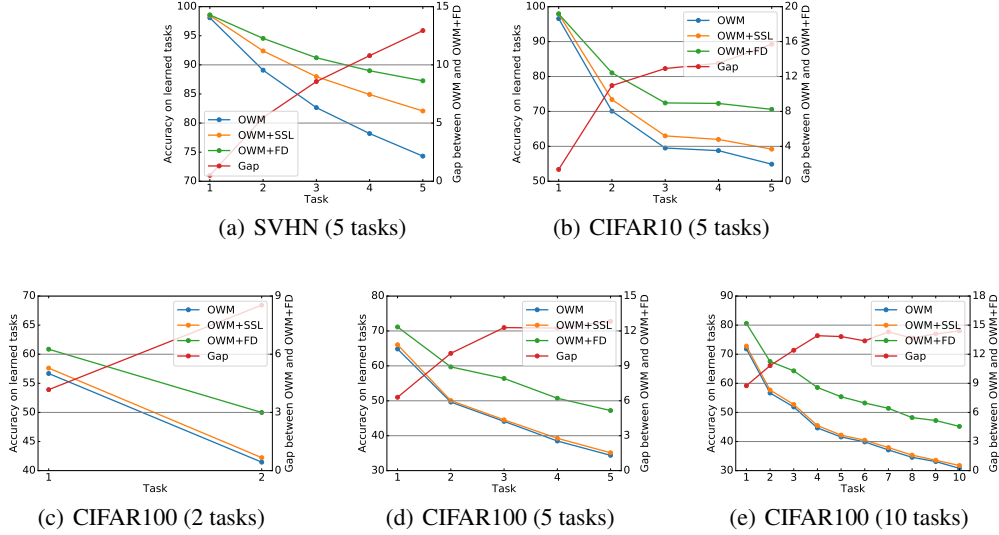 100
95
90
85
80
75
70
15
10
5
0
1 2 3 4 5
Task
Accuracy on learned tasks
Gap between OWM and OWM+FD
OWM
OWM+SSL
OWM+FD
Gap
(a) SVHN (5 tasks)
100
90
80
70
60
50
20
16
12
8
4
0
1 2 3 4 5
Task
Accuracy on learned tasks
Gap between OWM and OWM+FD
OWM
OWM+SSL
OWM+FD
Gap
(b) CIFAR10 (5 tasks)
70
65
60
55
50
45
40
9
6
3
0
1 2
Task
Accuracy on learned tasks
Gap between OWM and OWM+FD
OWM
OWM+SSL
OWM+FD
Gap
(c) CIFAR100 (2 tasks)
80
70
60
50
40
30
15
12
9
6
3
0
1 2 3 4 5
Task
Accuracy on learned tasks
Gap between OWM and OWM+FD
OWM
OWM+SSL
OWM+FD
Gap
(d) CIFAR100 (5 tasks)
90
80
70
60
50
40
30
18
15
12
9
6
3
0
1 2 3 4 5 6 7 8 9 10
Task
Accuracy on learned tasks
Gap between OWM and OWM+FD
OWM
OWM+SSL
OWM+FD
Gap
(e) CIFAR100 (10 tasks)